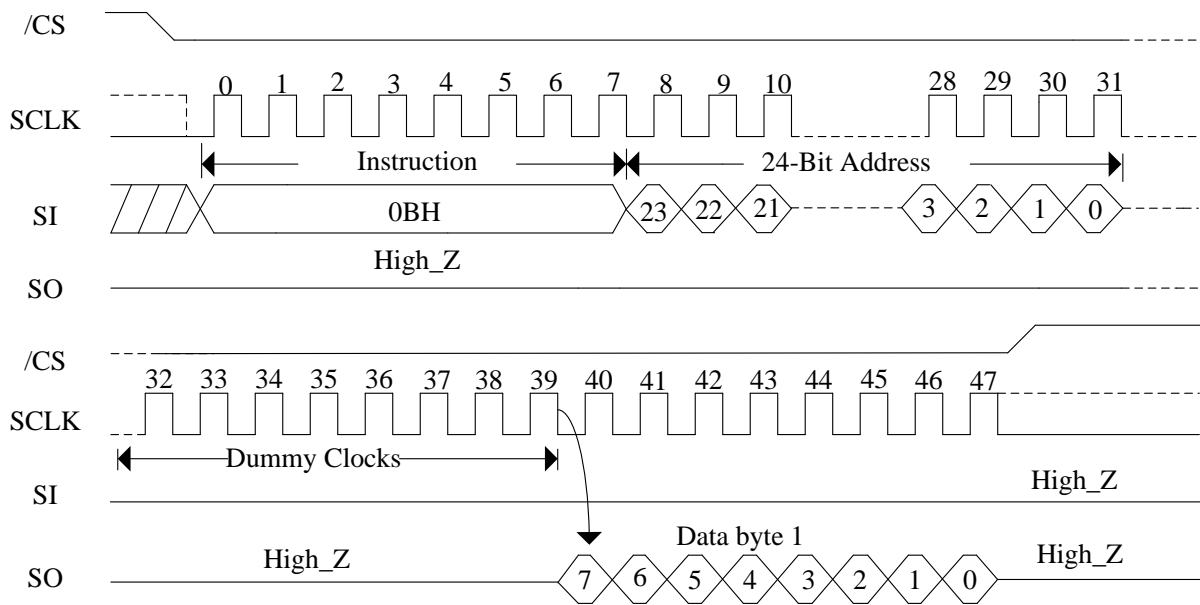 /CS
0 1 2 3 4 5 6 7 8 9 10 28 29 30 31
SCLK
Instruction 24-Bit Address
SI 0BH 23 22 21 3 2 1 0
High_Z
SO
/CS
32 33 34 35 36 37 38 39 40 41 42 43 44 45 46 47
SCLK
Dummy Clocks
SI High_Z
Data byte 1
High_Z High_Z
SO 7 6 5 4 3 2 1 0